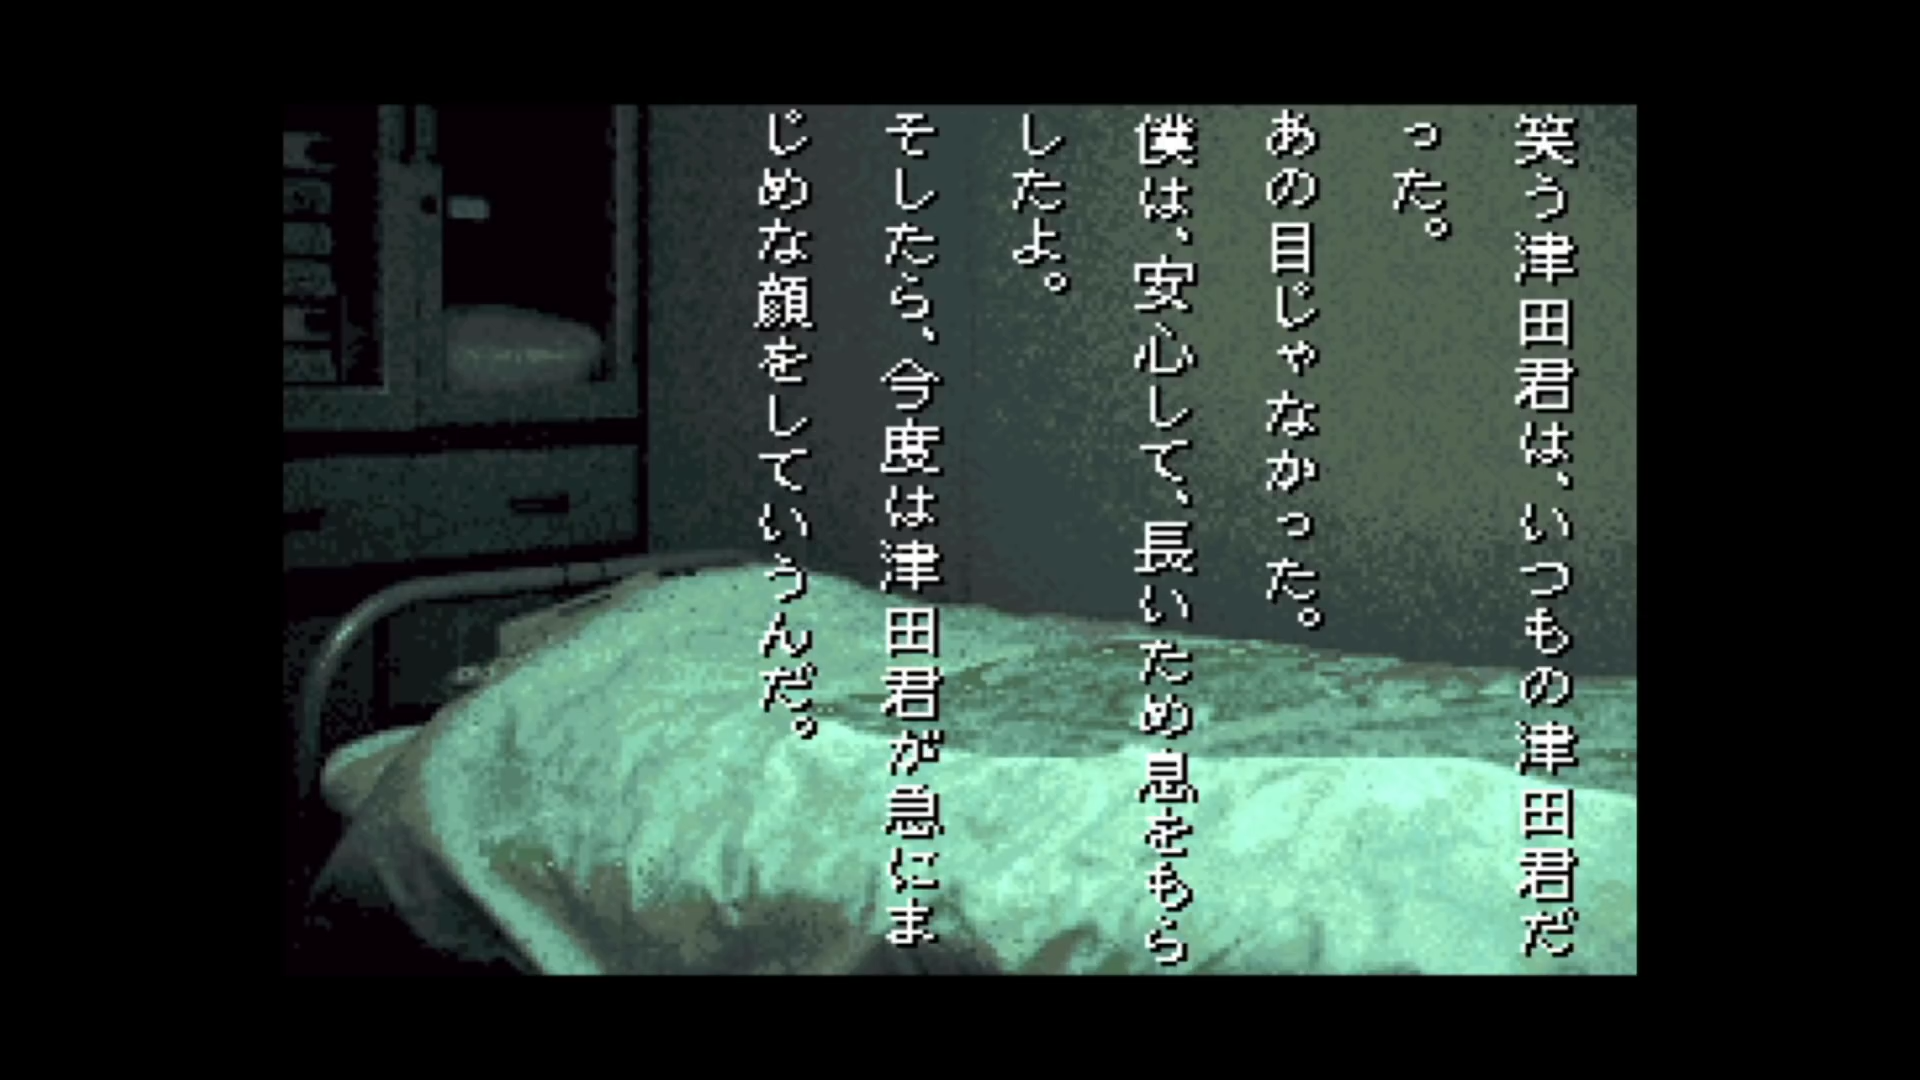 笑う津田君は、いつもの津田君だ
った。
あの目じゃなかった。
僕は、安心して、長いため息をもら
したよ。
そしたら、今度は津田君が急にま
じめな顔をしていうんだ。